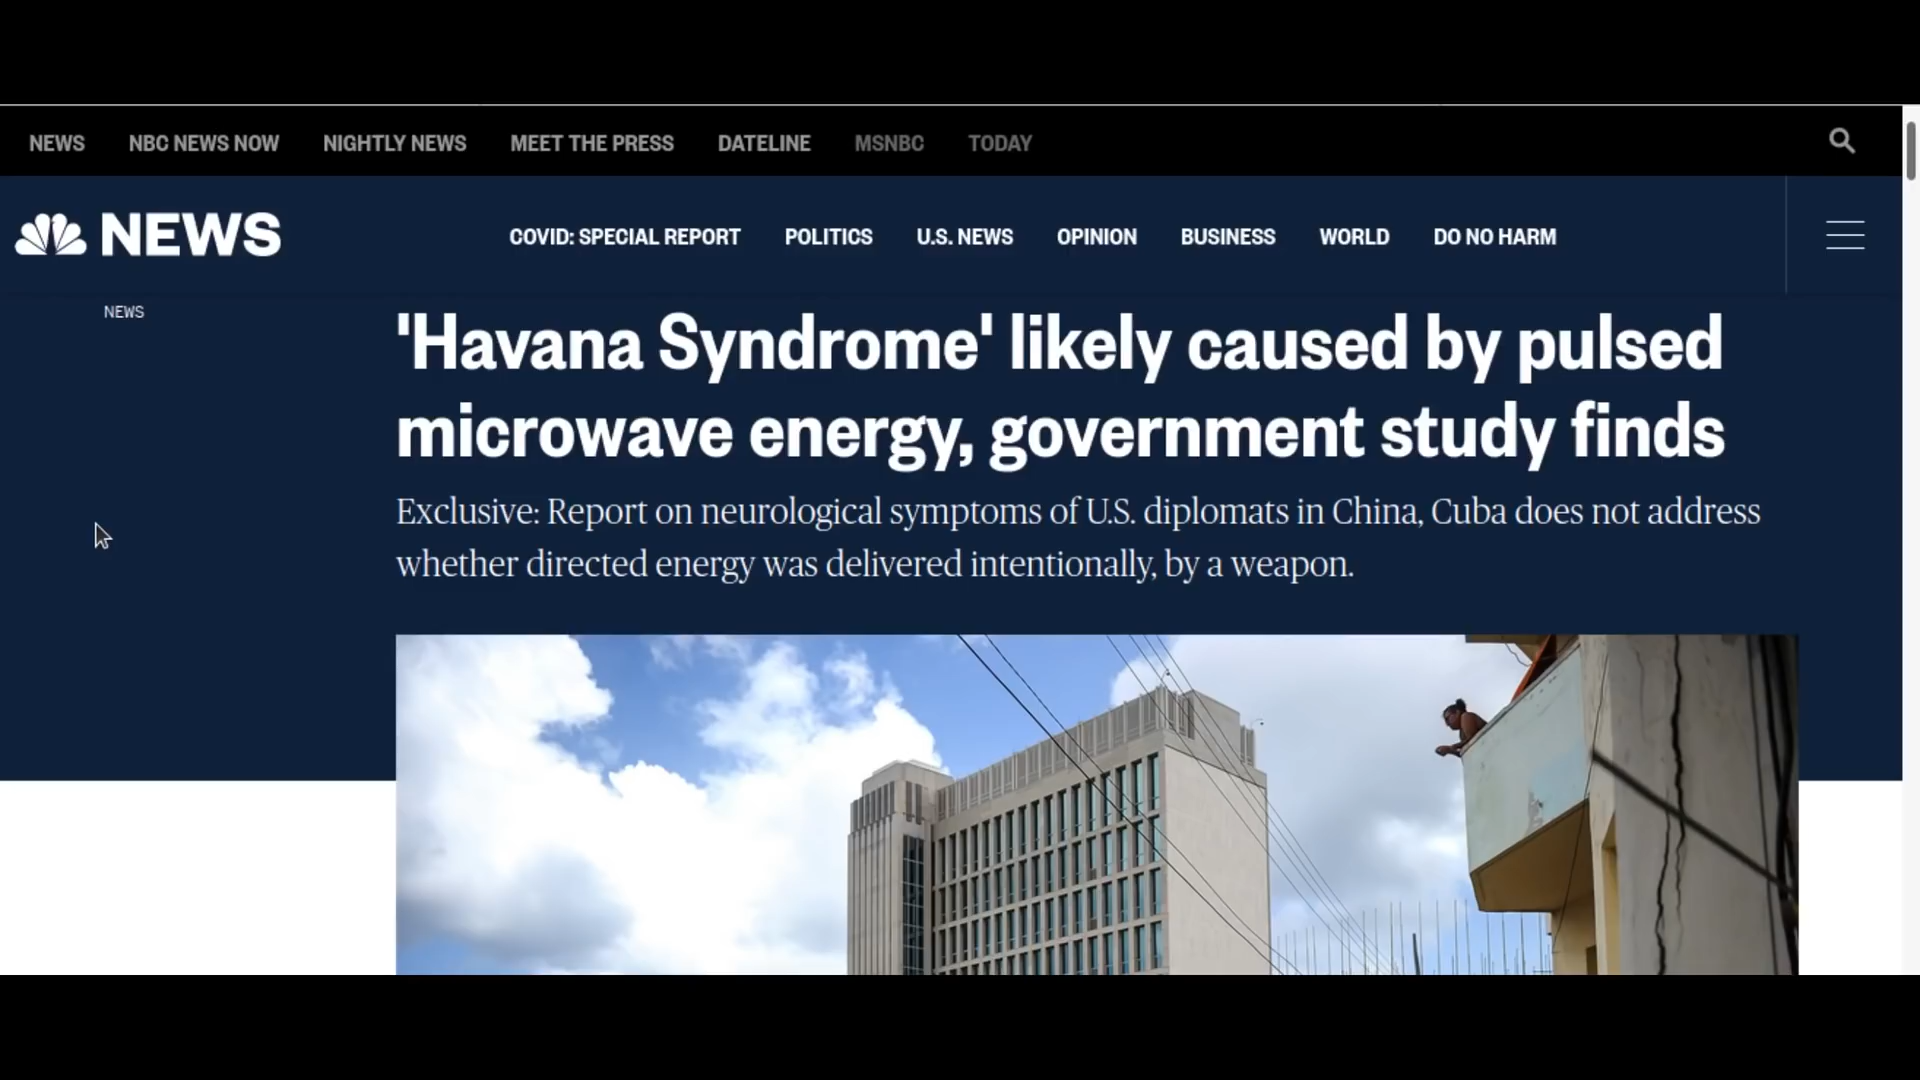 NEWS NBC NEWS NOW NIGHTLY NEWS MEET THE PRESS DATELINE MSNBC TODAY
NEWS COVID: SPECIAL REPORT POLITICS U.S. NEWS OPINION BUSINESS WORLD DO NO HARM
NEWS
'Havana Syndrome' likely caused by pulsed
microwave energy, government study finds
Exclusive: Report on neurological symptoms of U.S. diplomats in China, Cuba does not address
whether directed energy was delivered intentionally, by a weapon.